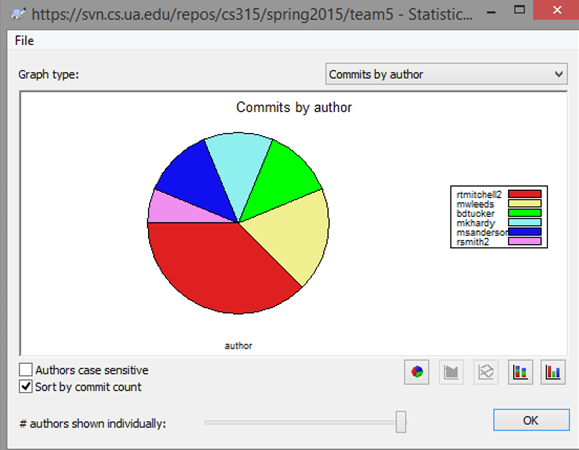 https://svn.cs.ua.edu/repos/cs315/spring2015/team5 - Statistic...
File
Graph type:
Commits by author
Commits by author
rtmitchell2
mwleeds
bdtucker
mkhardy
msanderson
rsmith2
author
Authors case sensitive
Sort by commit count
# authors shown individually:
OK